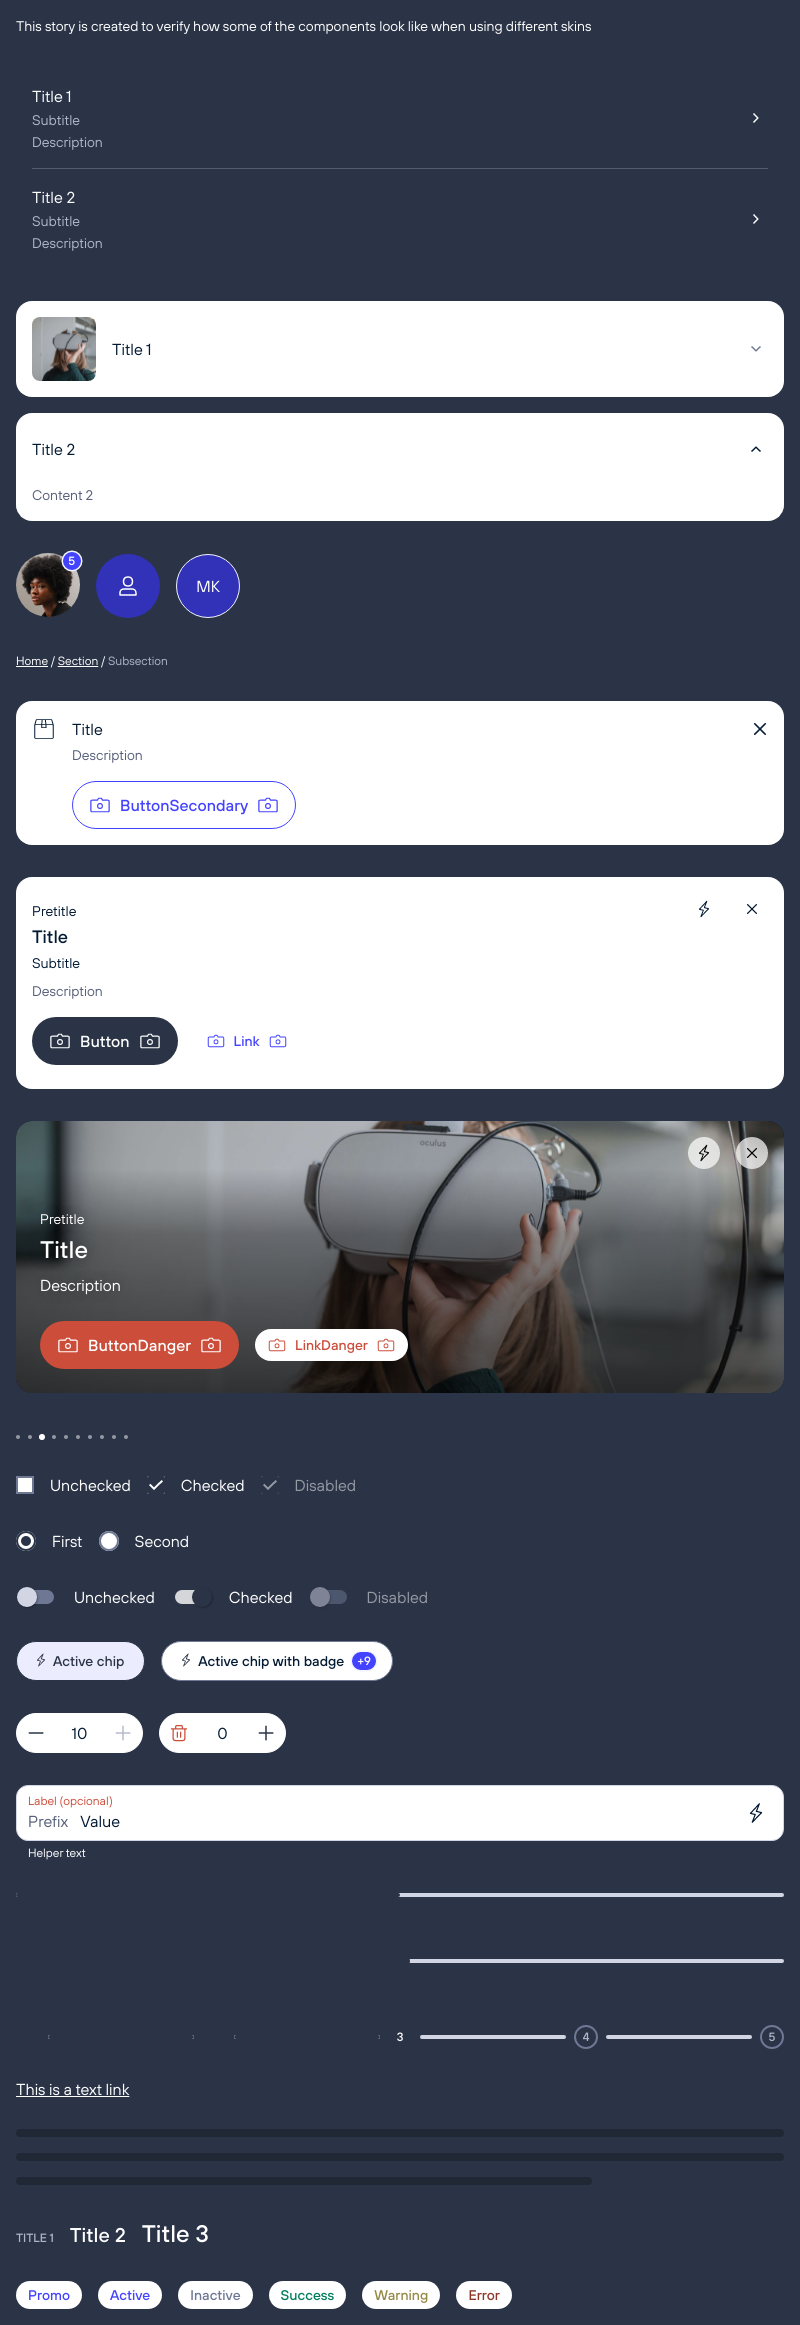 This story is created to verify how some of the components look like when using different skins
Title 1
Subtitle
Description
Title 2
Subtitle
Description
Title 1
Title 2
Content 2
5
MK
Home / Section / Subsection
Title
Description
ButtonSecondary
Pretitle
Title
Subtitle
Description
Button Link
oculus
Pretitle
Title
Description
ButtonDanger LinkDanger
Unchecked Checked Disabled
First Second
Unchecked Checked Disabled
Active chip Active chip with badge +9
10 0
Label (opcional)
Prefix Value
Helper text
3 4 5
This is a text link
TITLE 1 Title 2 Title 3
Promo Active Inactive Success Warning Error